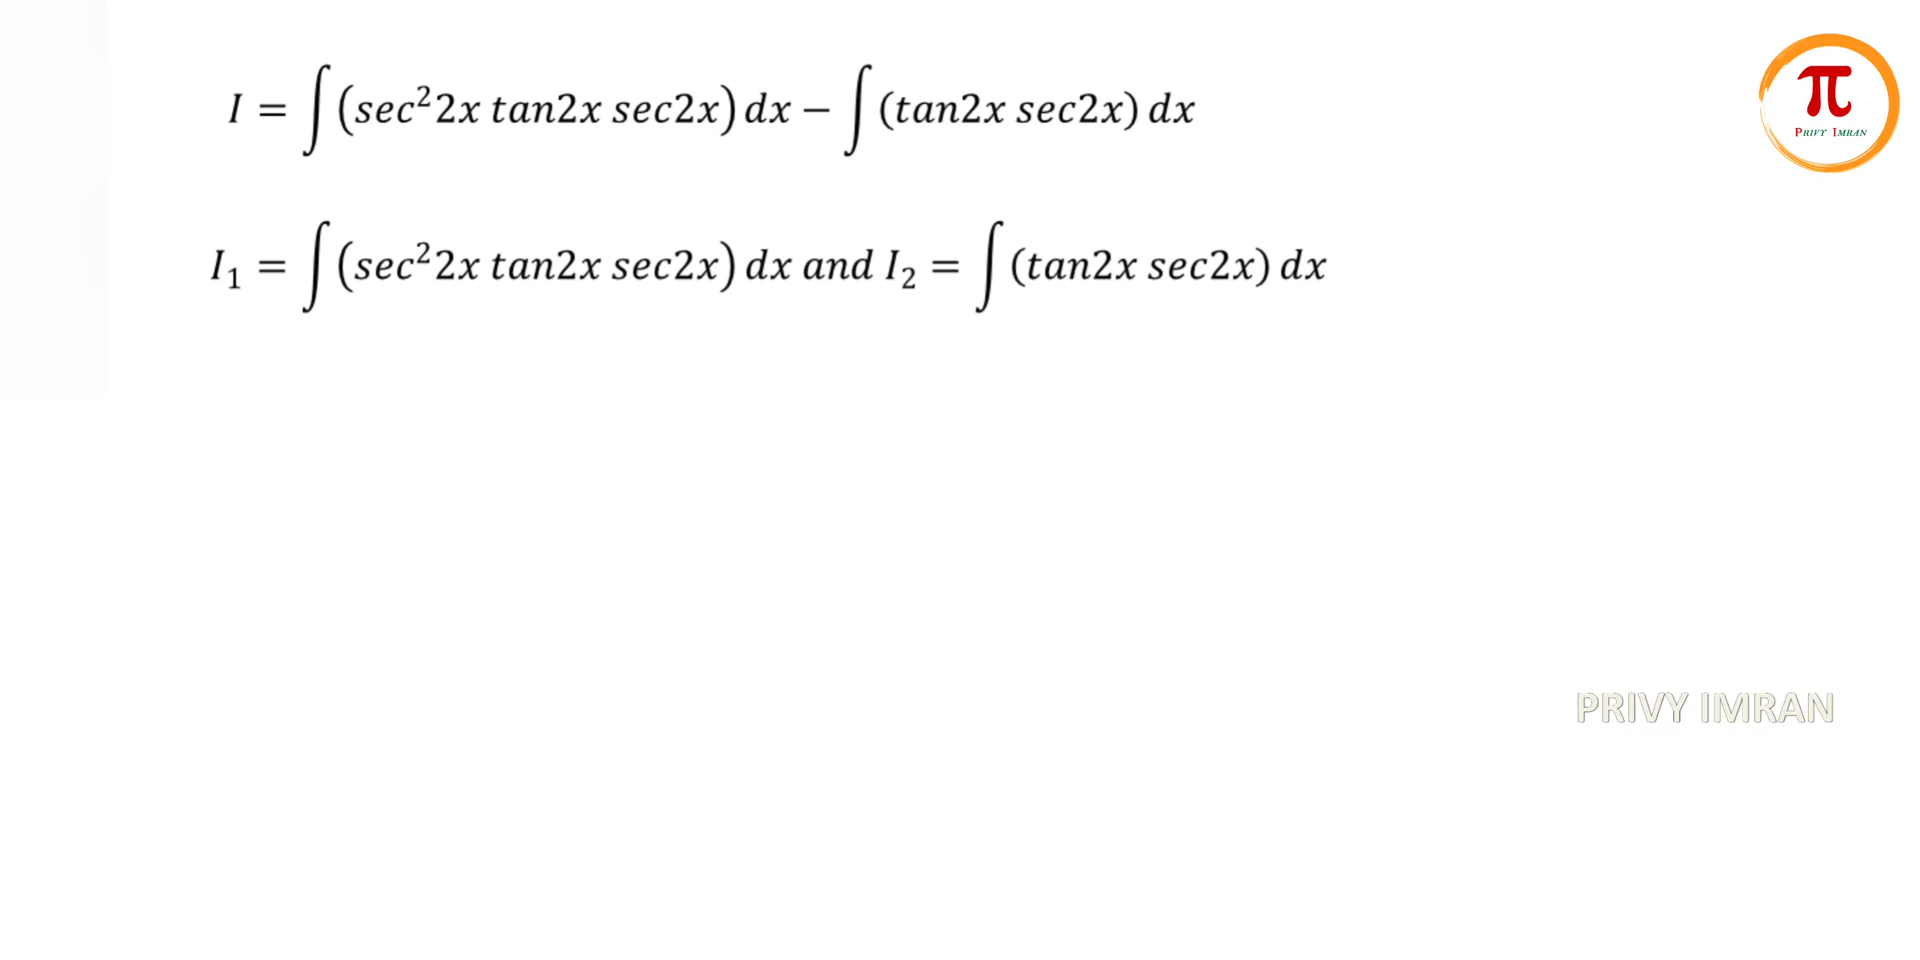 I = ∫(sec²2x tan2x sec2x) dx − ∫(tan2x sec2x) dx
π
PRIVY IMRAN
I₁ = ∫(sec²2x tan2x sec2x) dx and I₂ = ∫(tan2x sec2x) dx
PRIVY IMRAN